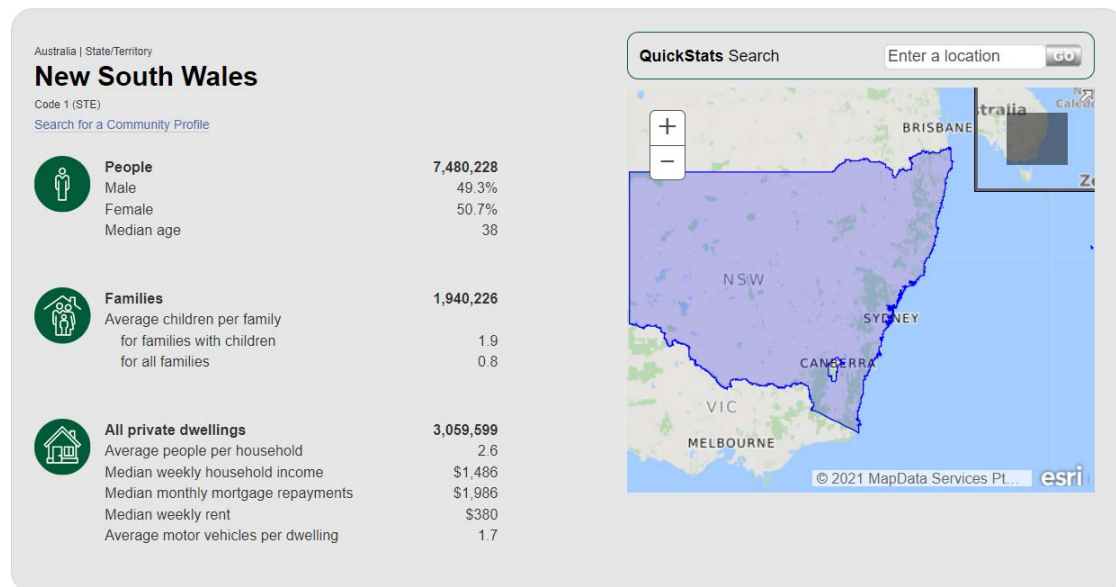 Australia | State/Territory
New South Wales
Code 1 (STE)
Search for a Community Profile
People 7,480,228
Male 49.3%
Female 50.7%
Median age 38
Families 1,940,226
Average children per family
for families with children 1.9
for all families 0.8
All private dwellings 3,059,599
Average people per household 2.6
Median weekly household income $1,486
Median monthly mortgage repayments $1,986
Median weekly rent $380
Average motor vehicles per dwelling 1.7
QuickStats Search Enter a location GO
+
−
BRISBANE
NSW
SYDNEY
CANBERRA
VIC
MELBOURNE
© 2021 MapData Services Pt...
esri